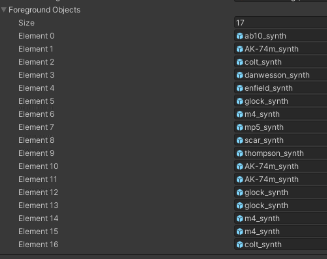 Foreground Objects
Size 17
Element 0 ab10_synth
Element 1 AK-74m_synth
Element 2 colt_synth
Element 3 danwesson_synth
Element 4 enfield_synth
Element 5 glock_synth
Element 6 m4_synth
Element 7 mp5_synth
Element 8 scar_synth
Element 9 thompson_synth
Element 10 AK-74m_synth
Element 11 AK-74m_synth
Element 12 glock_synth
Element 13 glock_synth
Element 14 m4_synth
Element 15 m4_synth
Element 16 colt_synth